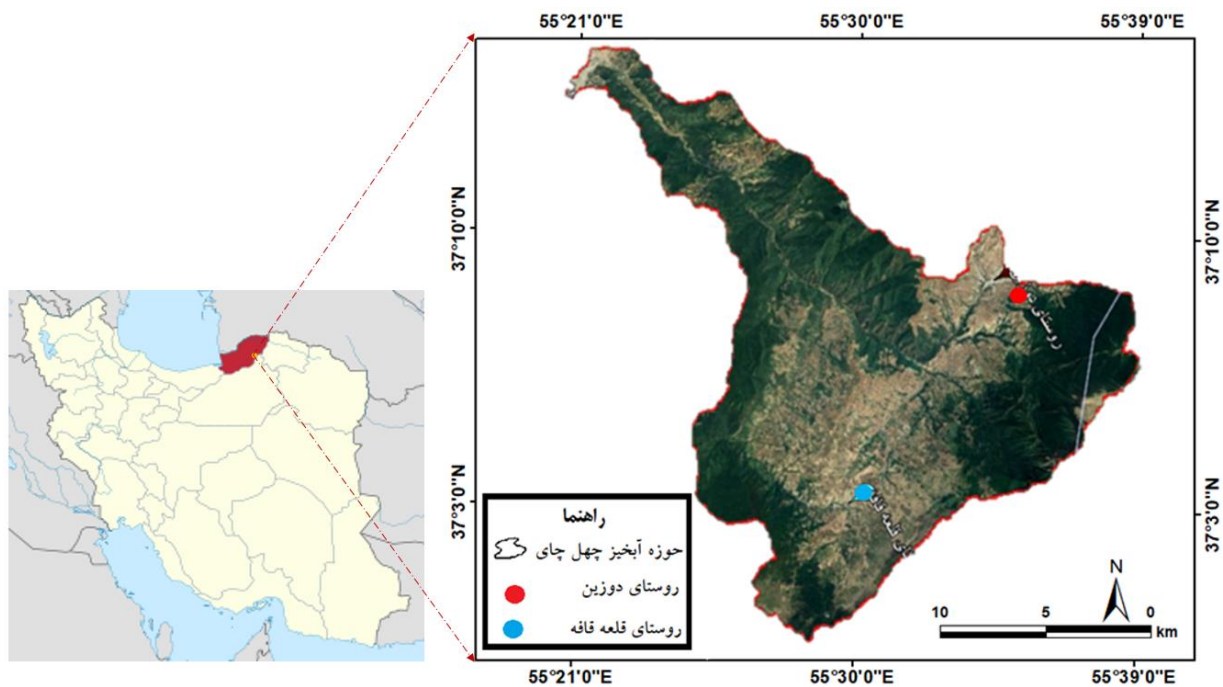 55°21'0"E 55°30'0"E 55°39'0"E
37°10'0"N
37°10'0"N
روستای
37°3'0"N
37°3'0"N
راهنما
حوزه آبخیز چهل چای
روستای دوزین
روستای قلعه قافه
قلعه
N
10 5 0
km
55°21'0"E 55°30'0"E 55°39'0"E